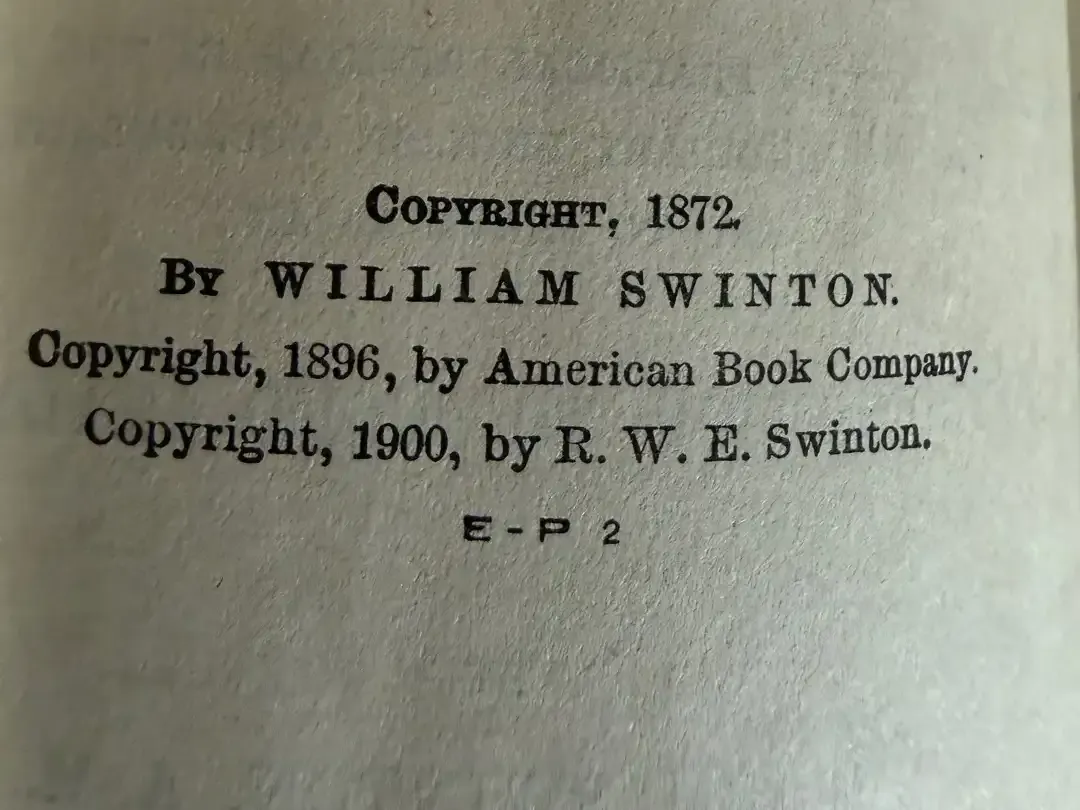 COPYRIGHT, 1872,
BY WILLIAM SWINTON.
Copyright, 1896, by American Book Company.
Copyright, 1900, by R. W. E. Swinton.
E-P 2